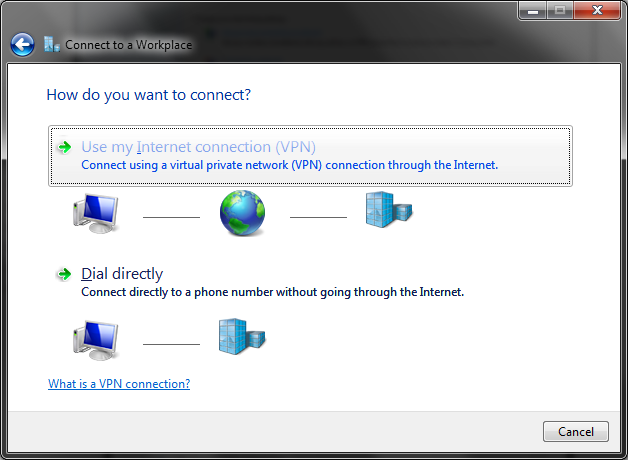 Connect to a Workplace
How do you want to connect?
Use my Internet connection (VPN)
Connect using a virtual private network (VPN) connection through the Internet.
Dial directly
Connect directly to a phone number without going through the Internet.
What is a VPN connection?
Cancel